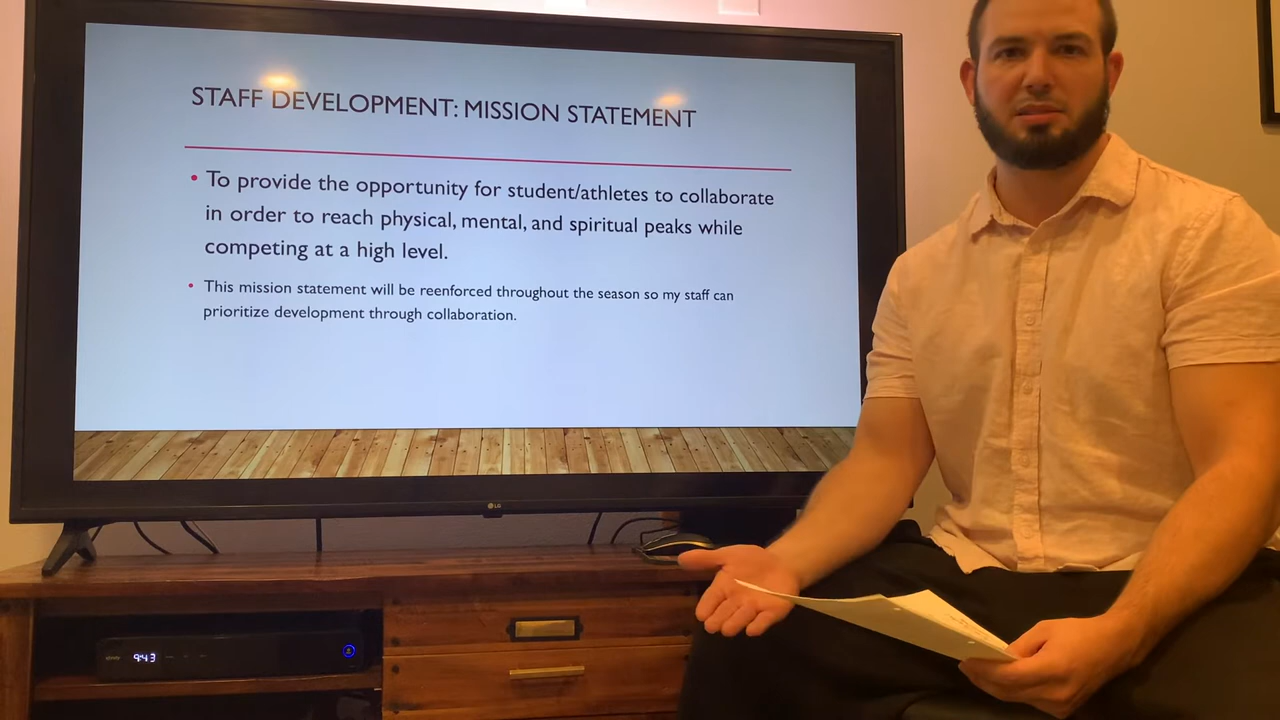 STAFF DEVELOPMENT: MISSION STATEMENT
• To provide the opportunity for student/athletes to collaborate
in order to reach physical, mental, and spiritual peaks while
competing at a high level.
• This mission statement will be reenforced throughout the season so my staff can
prioritize development through collaboration.
LG
9:43